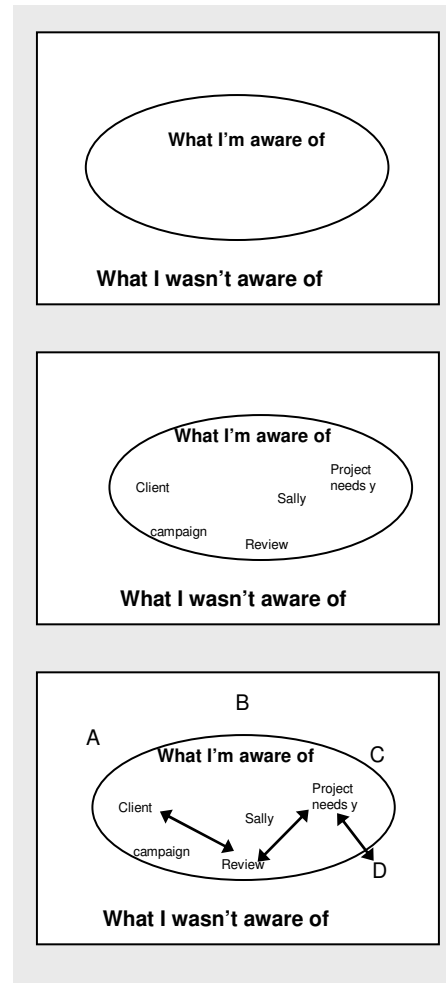 What I'm aware of
What I wasn't aware of
What I'm aware of
Project
needs y
Client
Sally
campaign
Review
What I wasn't aware of
B
A
What I'm aware of
C
Project
needs y
Client
Sally
campaign
Review
D
What I wasn't aware of